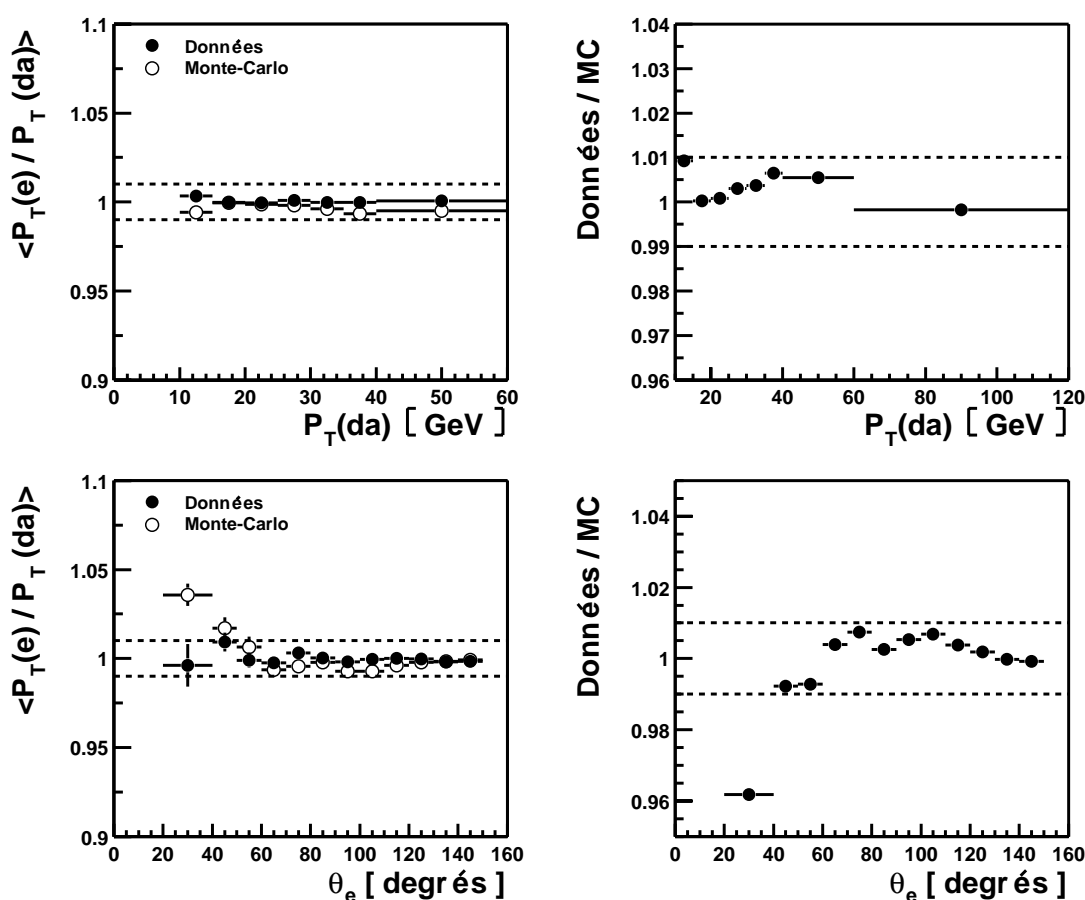 <P_T(e) / P_T (da)>
1.1
1.05
1
0.95
0.9
Données
Monte-Carlo
0 10 20 30 40 50 60
P_T(da) [ GeV ]
Données / MC
1.04
1.03
1.02
1.01
1
0.99
0.98
0.97
0.96
20 40 60 80 100 120
P_T(da) [ GeV ]
<P_T(e) / P_T (da)>
1.1
1.05
1
0.95
0.9
Données
Monte-Carlo
0 20 40 60 80 100 120 140 160
θ_e [ degr és ]
Données / MC
1.04
1.02
1
0.98
0.96
0 20 40 60 80 100 120 140 160
θ_e [ degr és ]